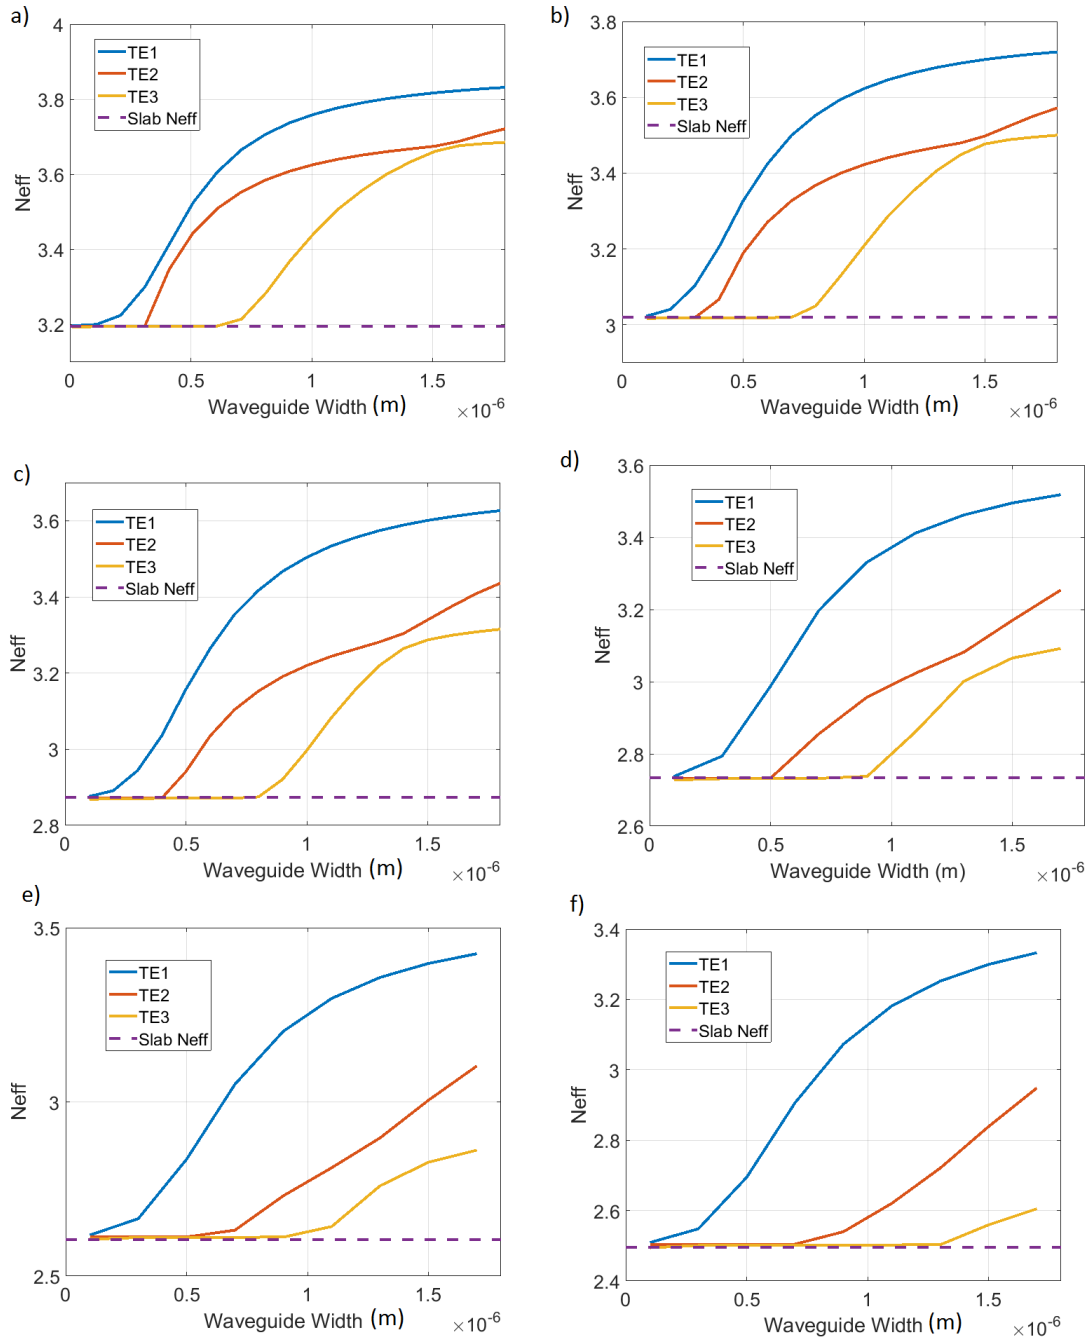 a)
4
3.8
3.6
3.4
3.2
Neff
TE1
TE2
TE3
Slab Neff
0
0.5
1
1.5
Waveguide Width (m)
×10-6
b)
3.8
3.6
3.4
3.2
3
Neff
TE1
TE2
TE3
Slab Neff
0
0.5
1
1.5
Waveguide Width (m)
×10-6
c)
3.6
3.4
3.2
3
2.8
Neff
TE1
TE2
TE3
Slab Neff
0
0.5
1
1.5
Waveguide Width (m)
×10-6
d)
3.6
3.4
3.2
3
2.8
2.6
Neff
TE1
TE2
TE3
Slab Neff
0
0.5
1
1.5
Waveguide Width (m)
×10-6
e)
3.5
3
2.5
Neff
TE1
TE2
TE3
Slab Neff
0
0.5
1
1.5
Waveguide Width (m)
×10-6
f)
3.4
3.2
3
2.8
2.6
2.4
Neff
TE1
TE2
TE3
Slab Neff
0
0.5
1
1.5
Waveguide Width (m)
×10-6